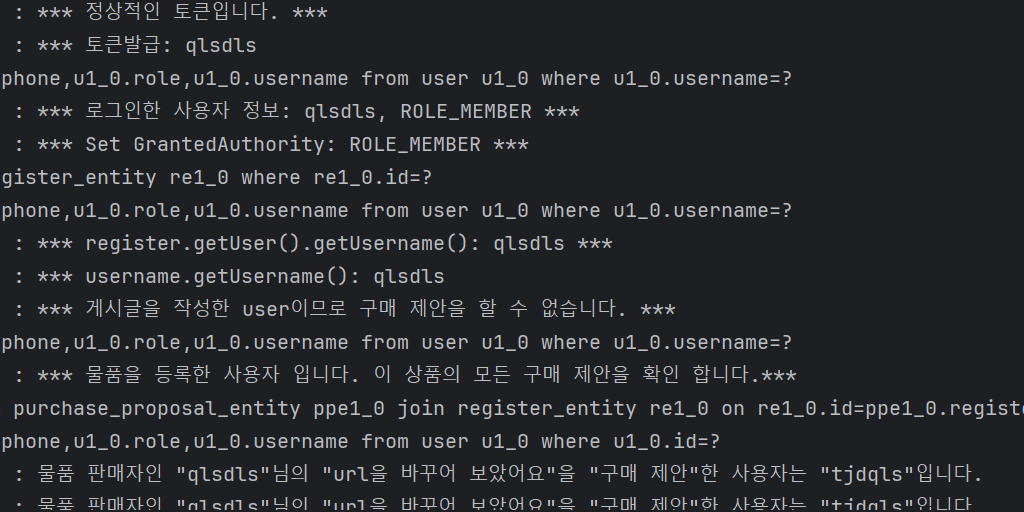 : *** 정상적인 토큰입니다. ***
: *** 토큰발급: qlsdls
phone,u1_0.role,u1_0.username from user u1_0 where u1_0.username=?
: *** 로그인한 사용자 정보: qlsdls, ROLE_MEMBER ***
: *** Set GrantedAuthority: ROLE_MEMBER ***
gister_entity re1_0 where re1_0.id=?
phone,u1_0.role,u1_0.username from user u1_0 where u1_0.username=?
: *** register.getUser().getUsername(): qlsdls ***
: *** username.getUsername(): qlsdls
: *** 게시글을 작성한 user이므로 구매 제안을 할 수 없습니다. ***
phone,u1_0.role,u1_0.username from user u1_0 where u1_0.username=?
: *** 물품을 등록한 사용자 입니다. 이 상품의 모든 구매 제안을 확인 합니다.***
purchase_proposal_entity ppe1_0 join register_entity re1_0 on re1_0.id=ppe1_0.registe
phone,u1_0.role,u1_0.username from user u1_0 where u1_0.id=?
: 물품 판매자인 "qlsdls"님의 "url을 바꾸어 보았어요"을 "구매 제안"한 사용자는 "tjdqls"입니다.
: 물품 판매자인 "qlsdls"님의 "url을 바꾸어 보았어요"을 "구매 제안"한 사용자는 "tjdqls"입니다